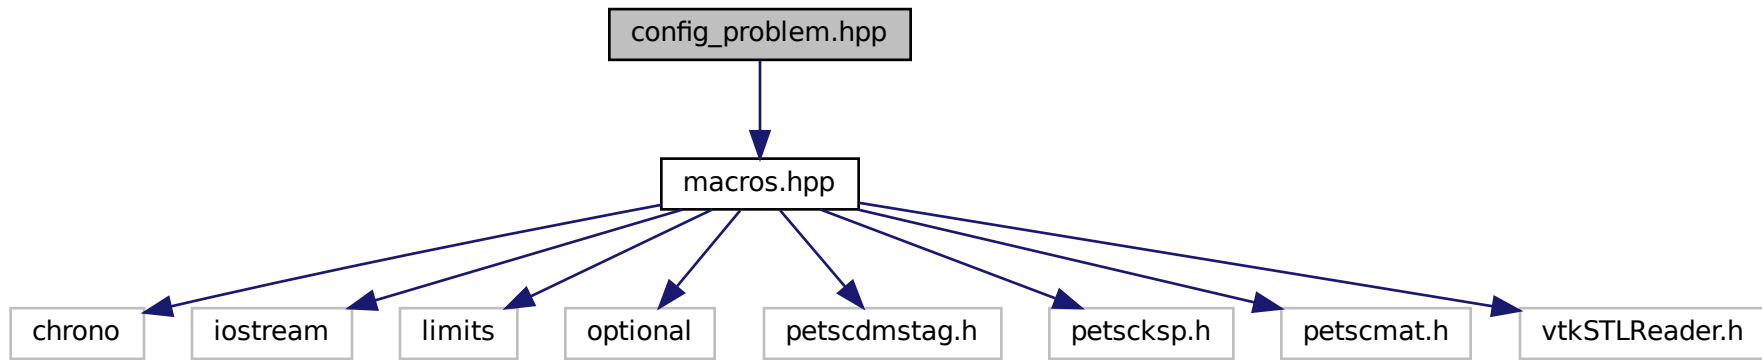 config_problem.hpp
macros.hpp
chrono
iostream
limits
optional
petscdmstag.h
petscksp.h
petscmat.h
vtkSTLReader.h